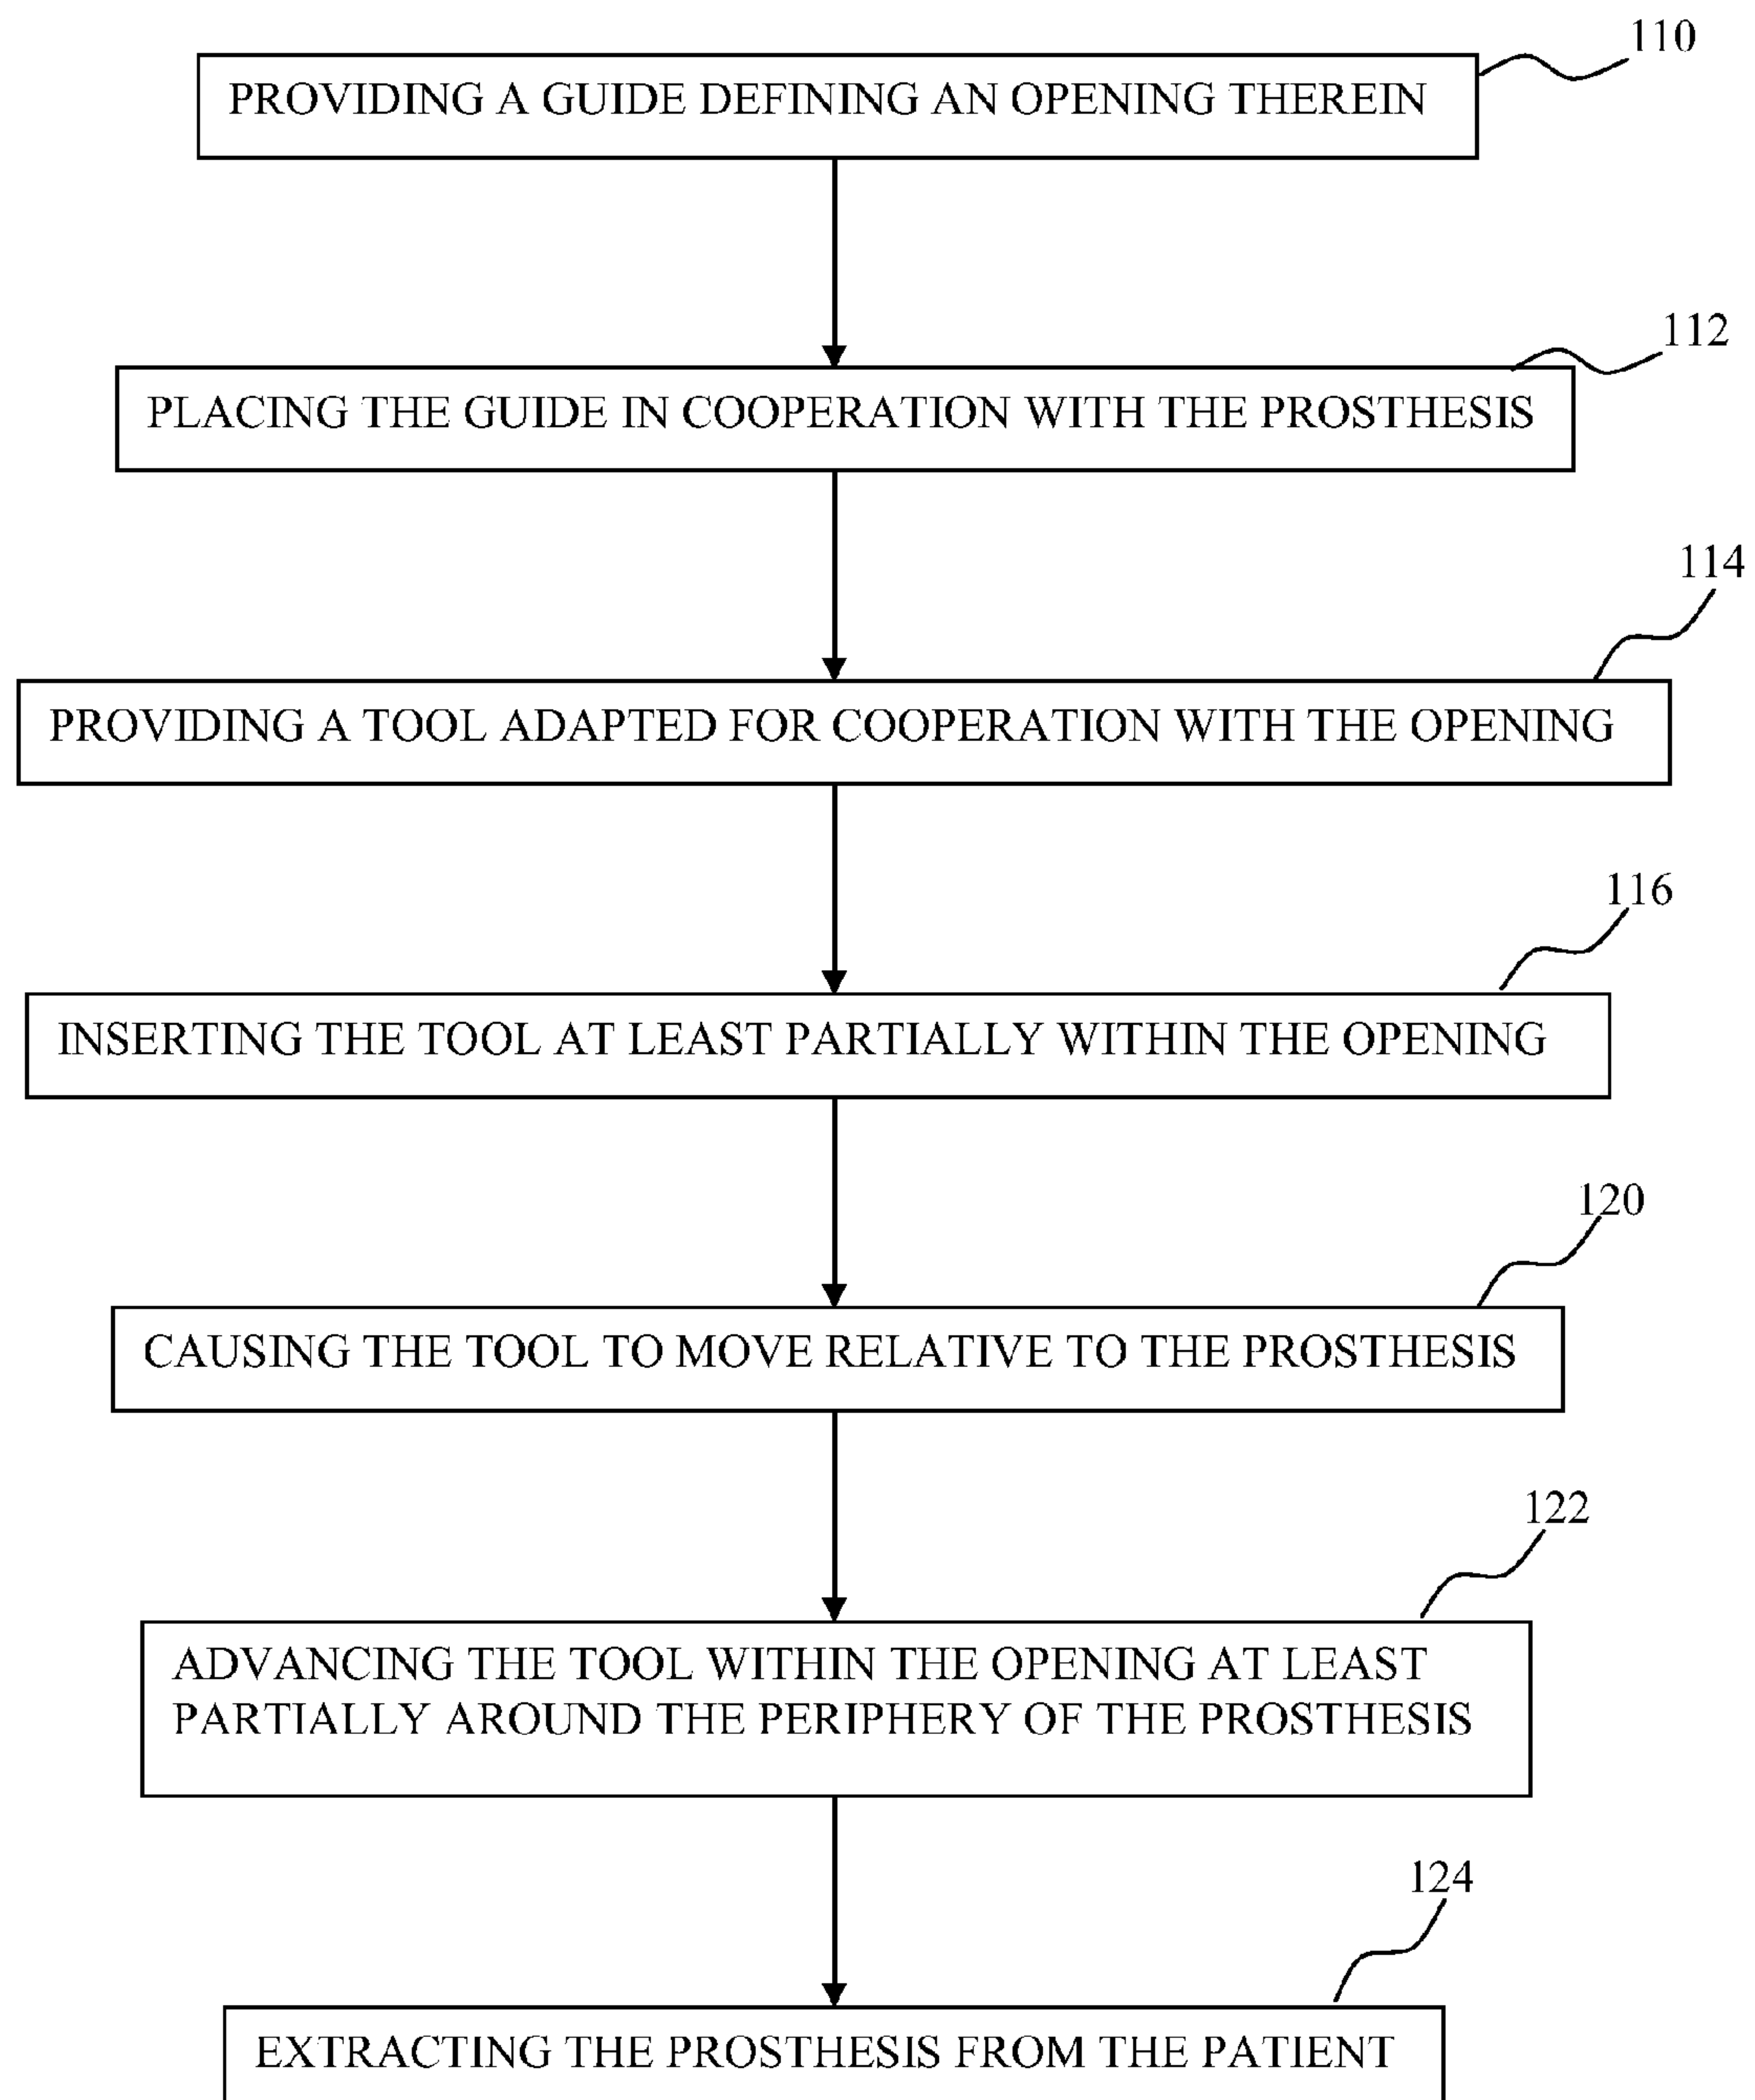 110
PROVIDING A GUIDE DEFINING AN OPENING THEREIN
112
PLACING THE GUIDE IN COOPERATION WITH THE PROSTHESIS
114
PROVIDING A TOOL ADAPTED FOR COOPERATION WITH THE OPENING
116
INSERTING THE TOOL AT LEAST PARTIALLY WITHIN THE OPENING
120
CAUSING THE TOOL TO MOVE RELATIVE TO THE PROSTHESIS
122
ADVANCING THE TOOL WITHIN THE OPENING AT LEAST
PARTIALLY AROUND THE PERIPHERY OF THE PROSTHESIS
124
EXTRACTING THE PROSTHESIS FROM THE PATIENT